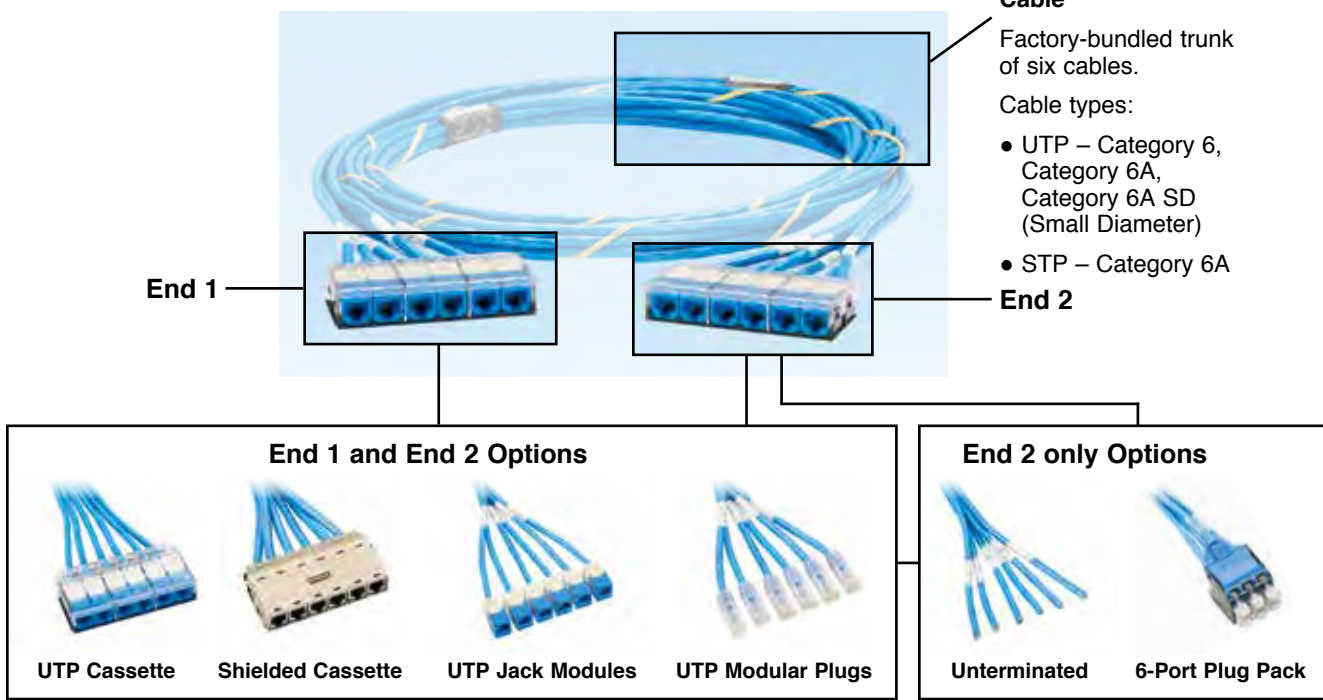 Cable
Factory-bundled trunk
of six cables.
Cable types:
● UTP – Category 6,
Category 6A,
Category 6A SD
(Small Diameter)
● STP – Category 6A
End 1
End 2
End 1 and End 2 Options
UTP Cassette
Shielded Cassette
UTP Jack Modules
UTP Modular Plugs
End 2 only Options
Unterminated
6-Port Plug Pack